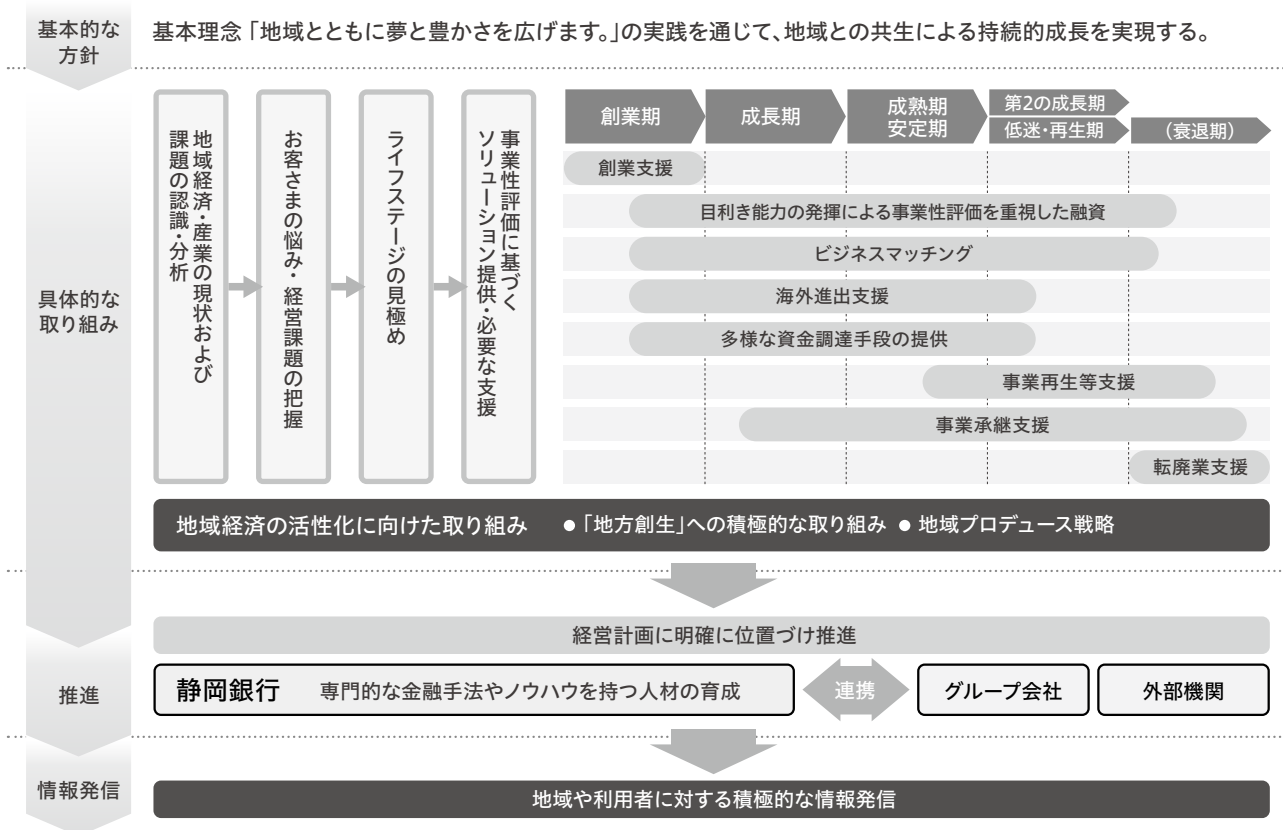 基本的な
方針
基本理念「地域とともに夢と豊かさを広げます。」の実践を通じて、地域との共生による持続的成長を実現する。
具体的な
取り組み
地域経済・産業の現状および
課題の認識・分析
お客さまの悩み・経営課題の把握
ライフステージの見極め
事業性評価に基づく
ソリューション提供・必要な支援
創業期
成長期
成熟期
安定期
第2の成長期
低迷・再生期
(衰退期)
創業支援
目利き能力の発揮による事業性評価を重視した融資
ビジネスマッチング
海外進出支援
多様な資金調達手段の提供
事業再生等支援
事業承継支援
転廃業支援
地域経済の活性化に向けた取り組み ●「地方創生」への積極的な取り組み ● 地域プロデュース戦略
推進
経営計画に明確に位置づけ推進
静岡銀行 専門的な金融手法やノウハウを持つ人材の育成
連携
グループ会社
外部機関
情報発信
地域や利用者に対する積極的な情報発信